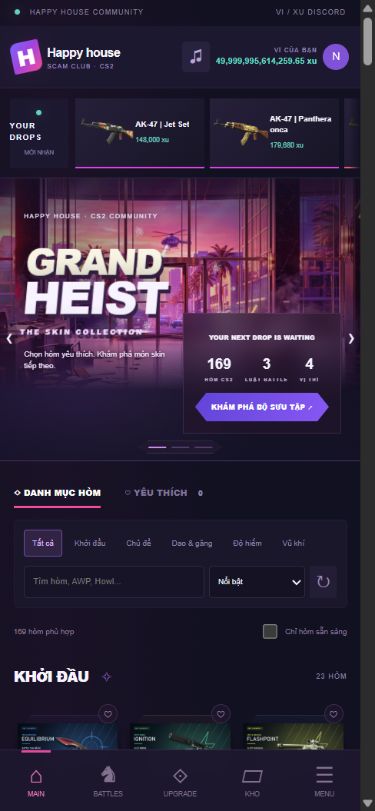 HAPPY HOUSE COMMUNITY
VI / XU DISCORD
H
Happy house
SCAM CLUB · CS2
VÍ CỦA BẠN
49,999,995,614,259.65 xu
N
YOUR DROPS
MỚI NHẬN
AK-47 | Jet Set
148,000 xu
AK-47 | Panthera onca
179,680 xu
HAPPY HOUSE · CS2 COMMUNITY
GRAND
HEIST
THE SKIN COLLECTION
Chọn hòm yêu thích. Khám phá món skin
tiếp theo.
YOUR NEXT DROP IS WAITING
169
3
4
HÒM CS2
LUẬT BATTLE
VỊ THÍ
KHÁM PHÁ BỘ SƯU TẬP
DANH MỤC HÒM
YÊU THÍCH 0
Tất cả
Khởi đầu
Chủ đề
Dao & găng
Độ hiếm
Vũ khí
Tìm hòm, AWP, Howl...
Nổi bật
169 hòm phù hợp
Chỉ hòm sẵn sàng
KHỞI ĐẦU
23 HÒM
EQUILIBRIUM
IGNITION
FLASHPOINT
MAIN
BATTLES
UPGRADE
KHO
MENU